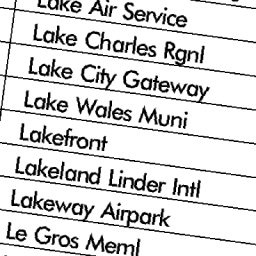 Lake Air Service
Lake Charles Rgnl
Lake City Gateway
Lake Wales Muni
Lakefront
Lakeland Linder Intl
Lakeway Airpark
Le Gros Meml